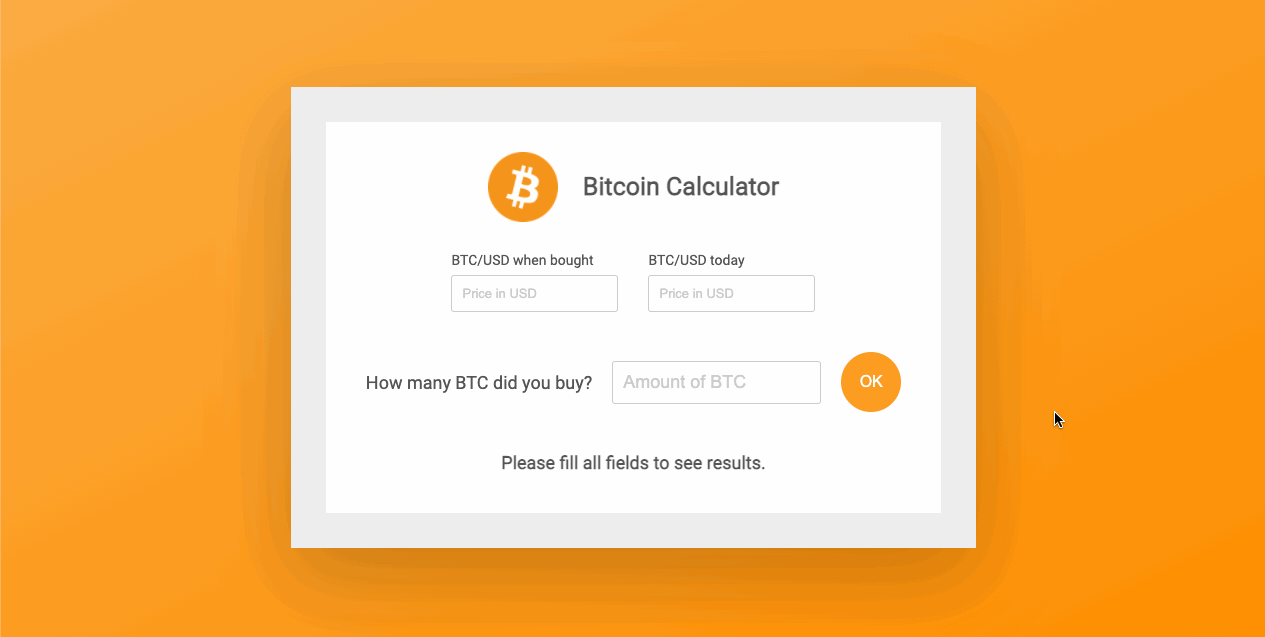 Bitcoin Calculator
BTC/USD when bought
BTC/USD today
Price in USD
Price in USD
How many BTC did you buy?
Amount of BTC
OK
Please fill all fields to see results.